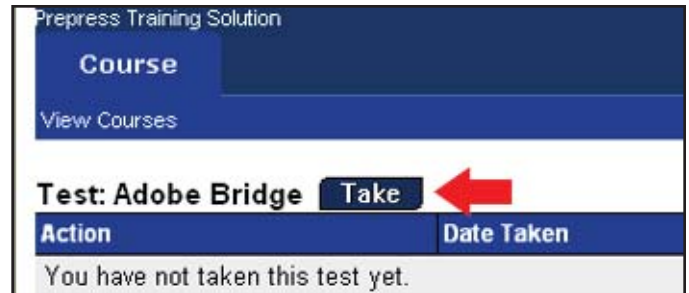 Prepress Training Solution
Course
View Courses
Test: Adobe Bridge Take
Action Date Taken
You have not taken this test yet.